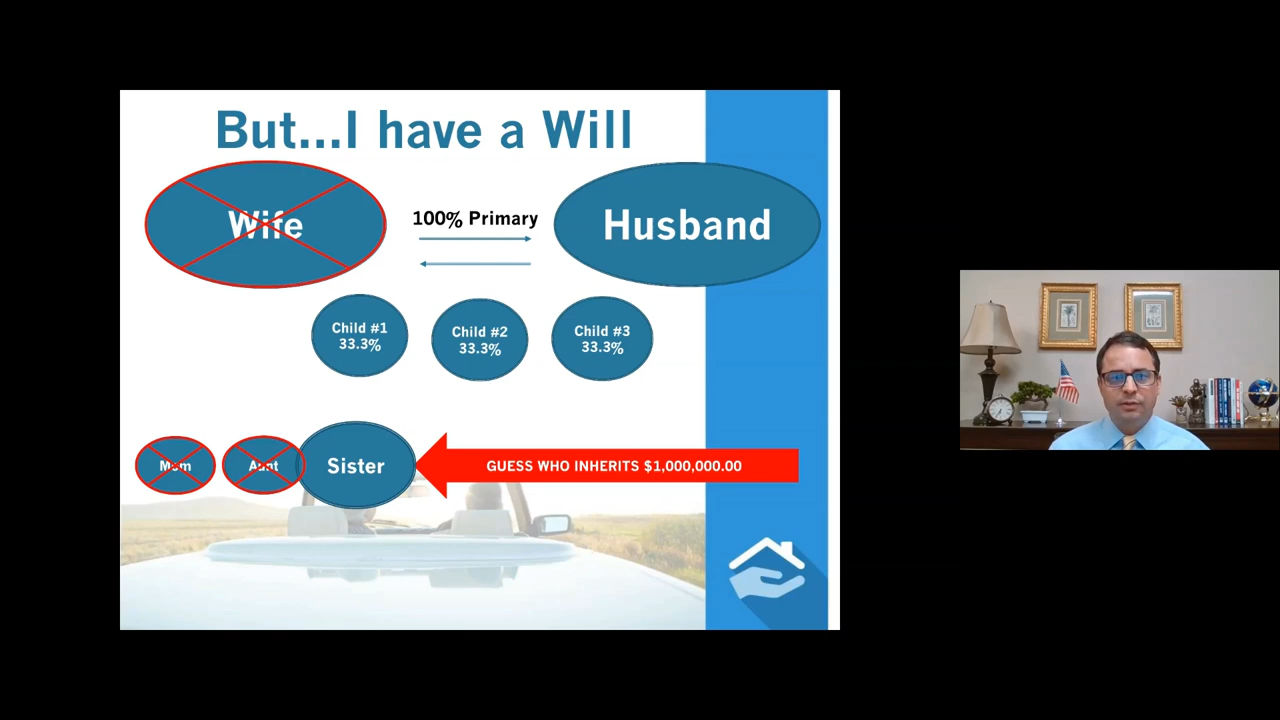 But...I have a Will
Wife
100% Primary
Husband
Child #1
33.3%
Child #2
33.3%
Child #3
33.3%
Mom
Aunt
Sister
GUESS WHO INHERITS $1,000,000.00